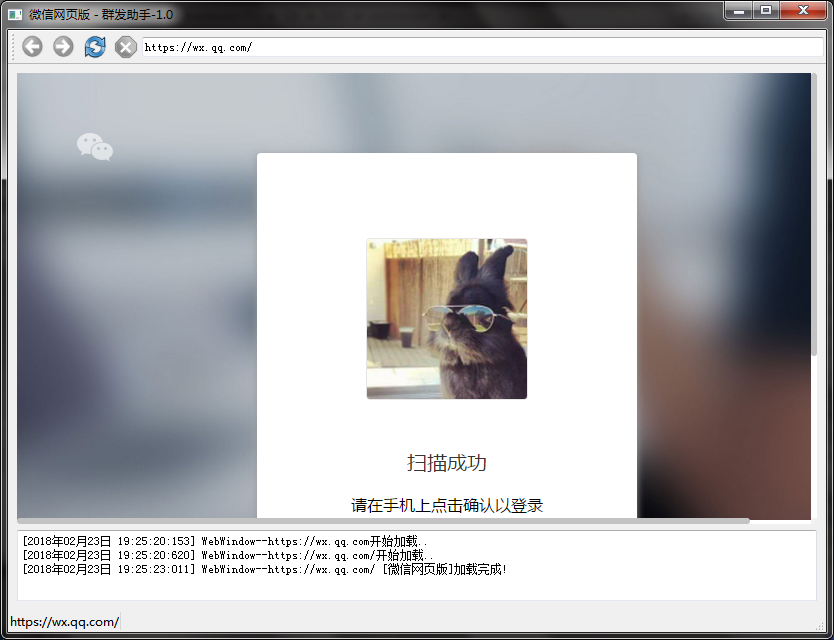 微信网页版 - 群发助手-1.0
https://wx.qq.com/
扫描成功
请在手机上点击确认以登录
[2018年02月23日 19:25:20:153] WebWindow--https://wx.qq.com开始加载..
[2018年02月23日 19:25:20:620] WebWindow--https://wx.qq.com/开始加载..
[2018年02月23日 19:25:23:011] WebWindow--https://wx.qq.com/ [微信网页版]加载完成!
https://wx.qq.com/